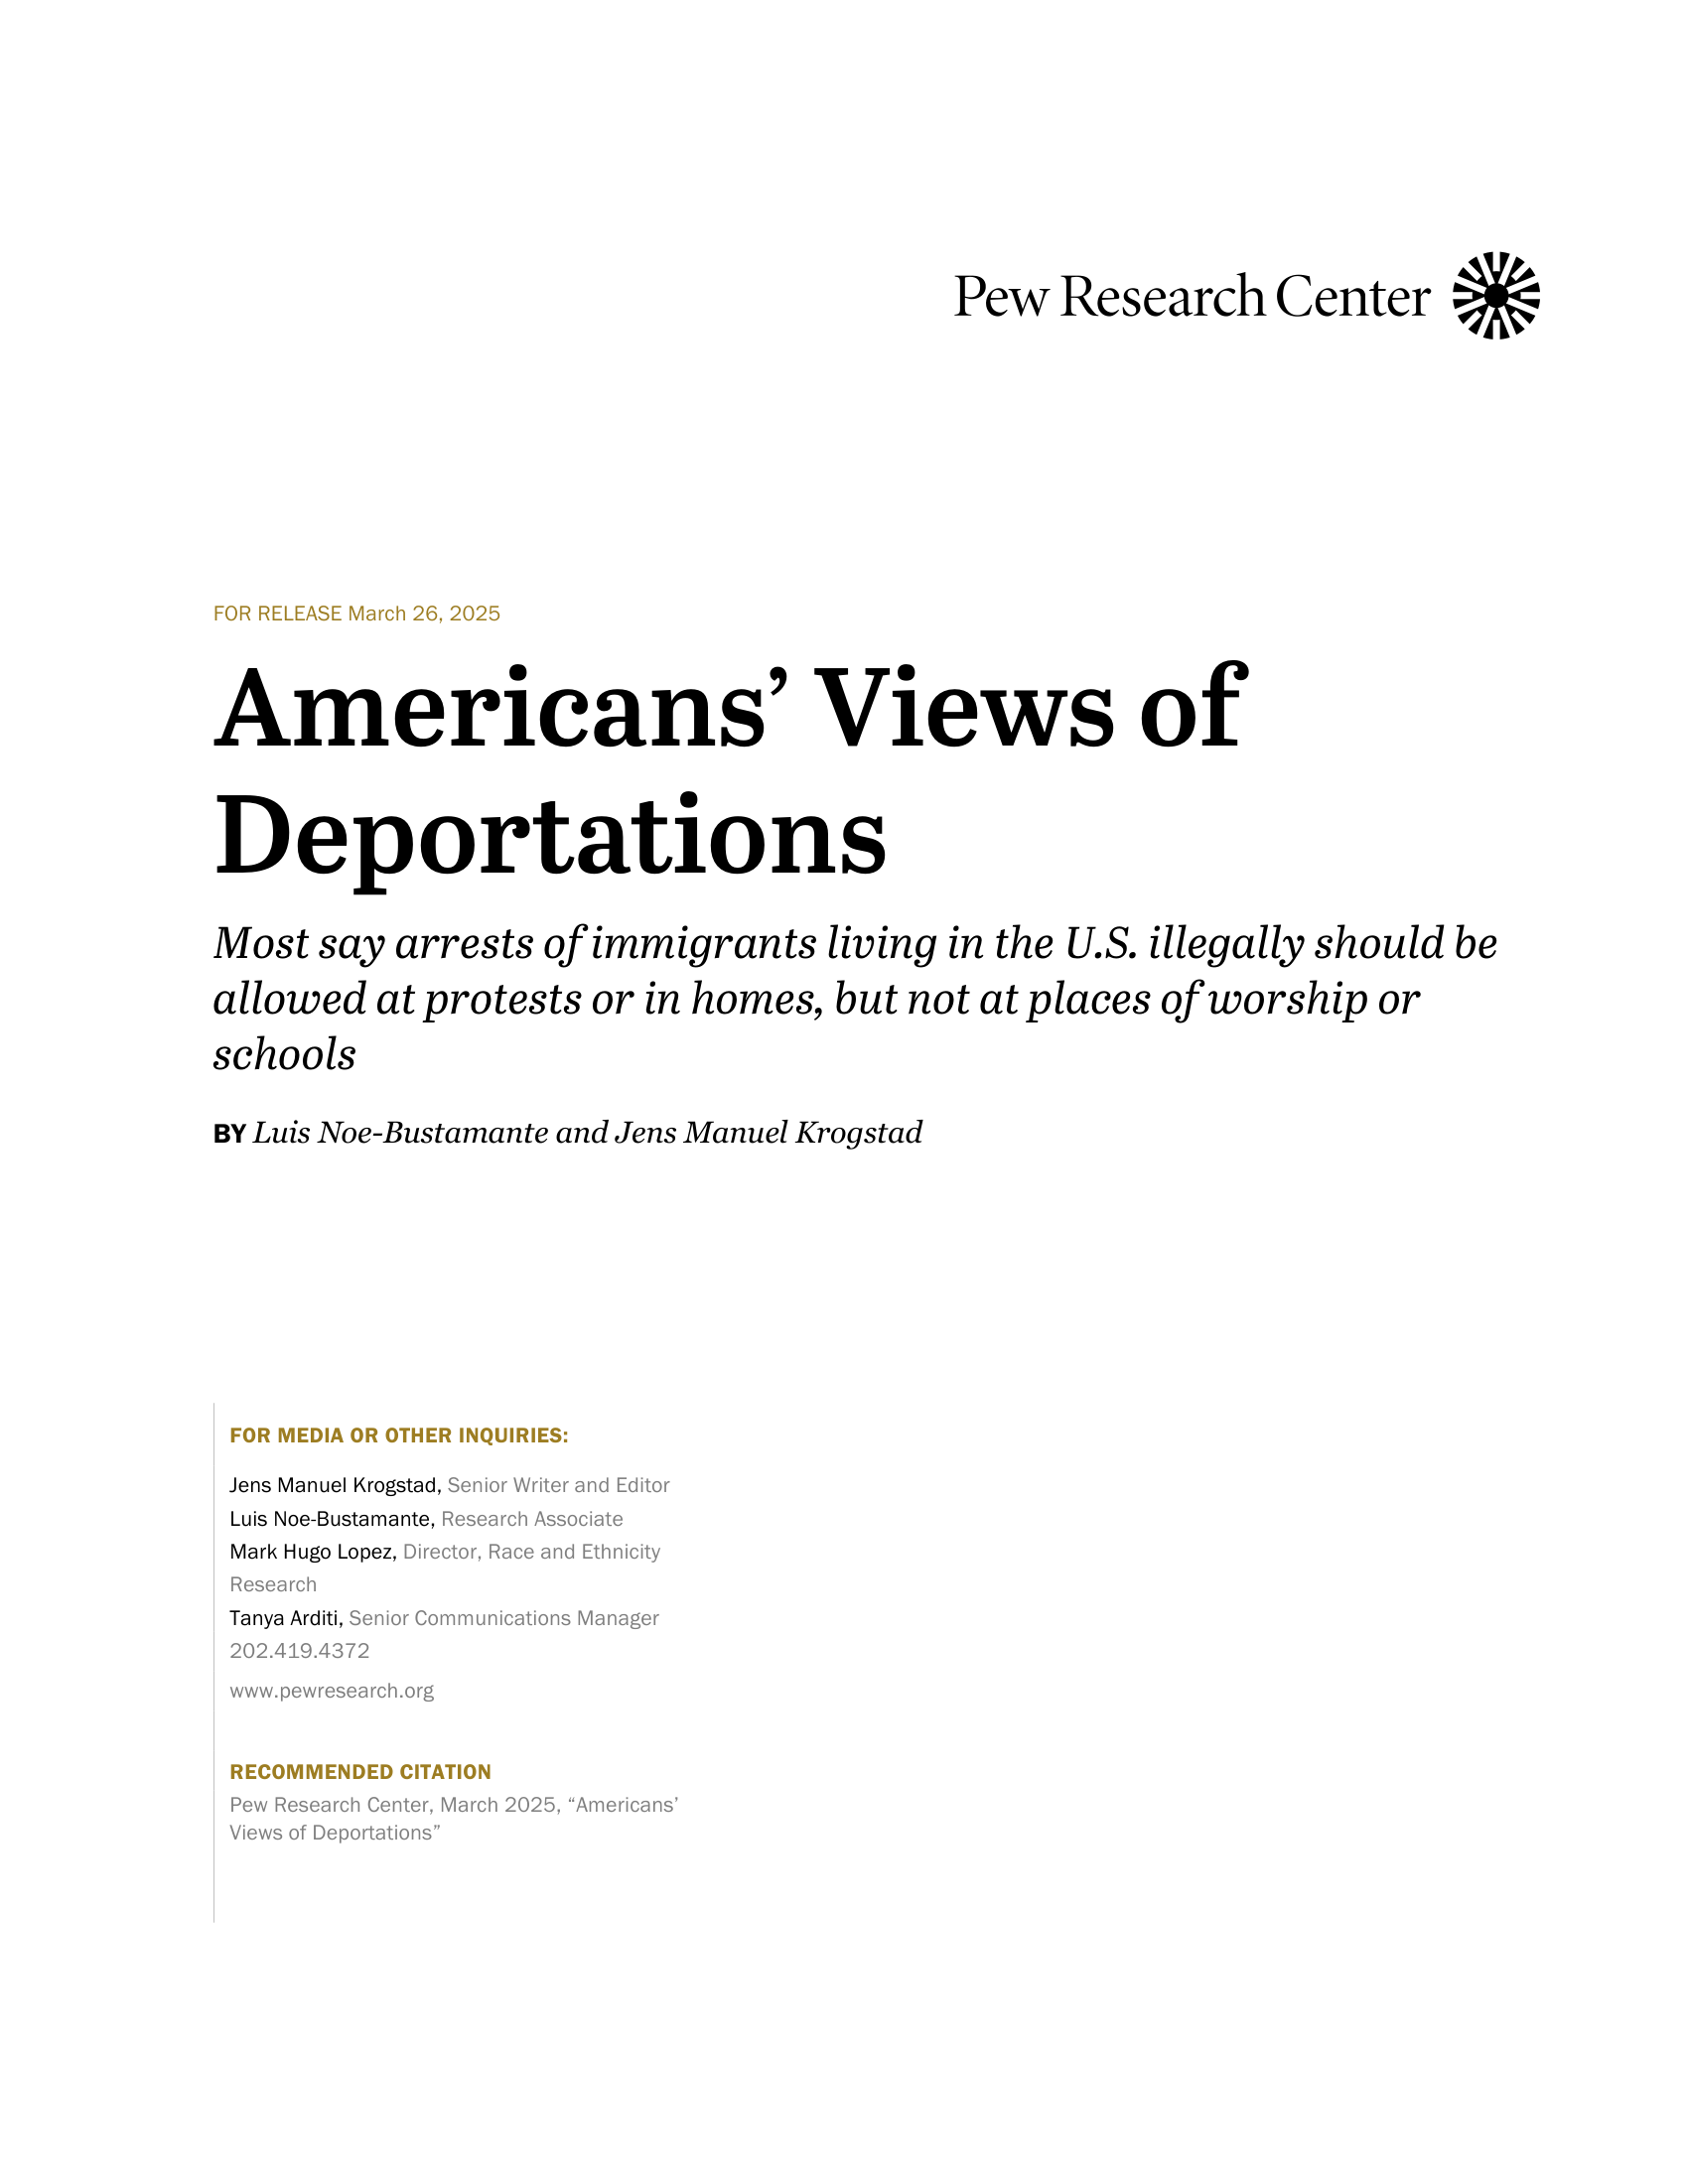 Pew Research Center
FOR RELEASE March 26, 2025
Americans’ Views of
Deportations
Most say arrests of immigrants living in the U.S. illegally should be
allowed at protests or in homes, but not at places of worship or
schools
BY Luis Noe-Bustamante and Jens Manuel Krogstad
FOR MEDIA OR OTHER INQUIRIES:
Jens Manuel Krogstad, Senior Writer and Editor
Luis Noe-Bustamante, Research Associate
Mark Hugo Lopez, Director, Race and Ethnicity
Research
Tanya Arditi, Senior Communications Manager
202.419.4372
www.pewresearch.org
RECOMMENDED CITATION
Pew Research Center, March 2025, “Americans’
Views of Deportations”